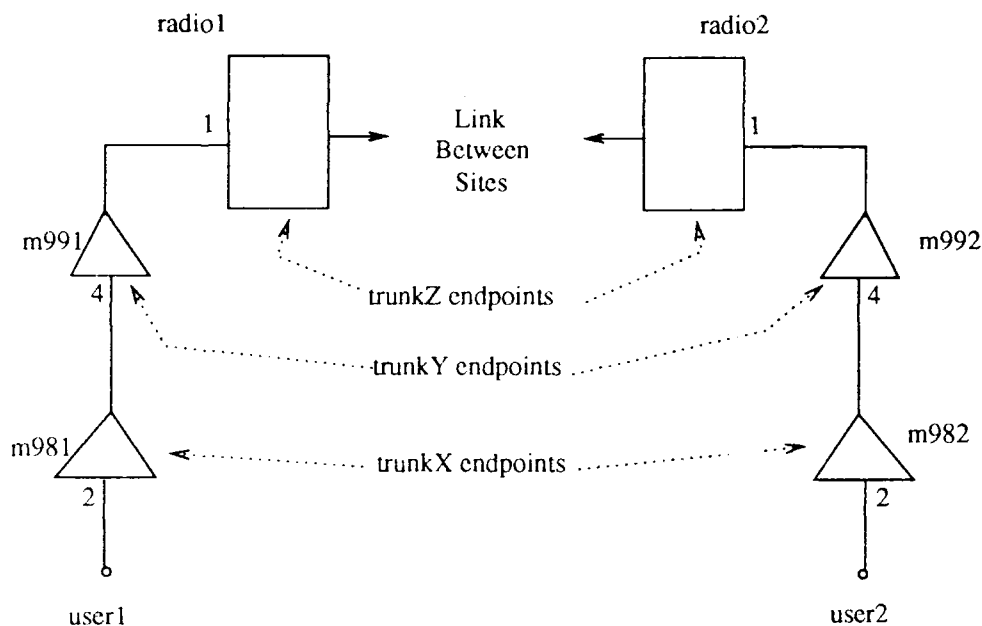 radio1
radio2
1
Link
Between
Sites
1
m991
m992
4
trunkZ endpoints
4
trunkY endpoints
m981
m982
trunkX endpoints
2
2
user1
user2